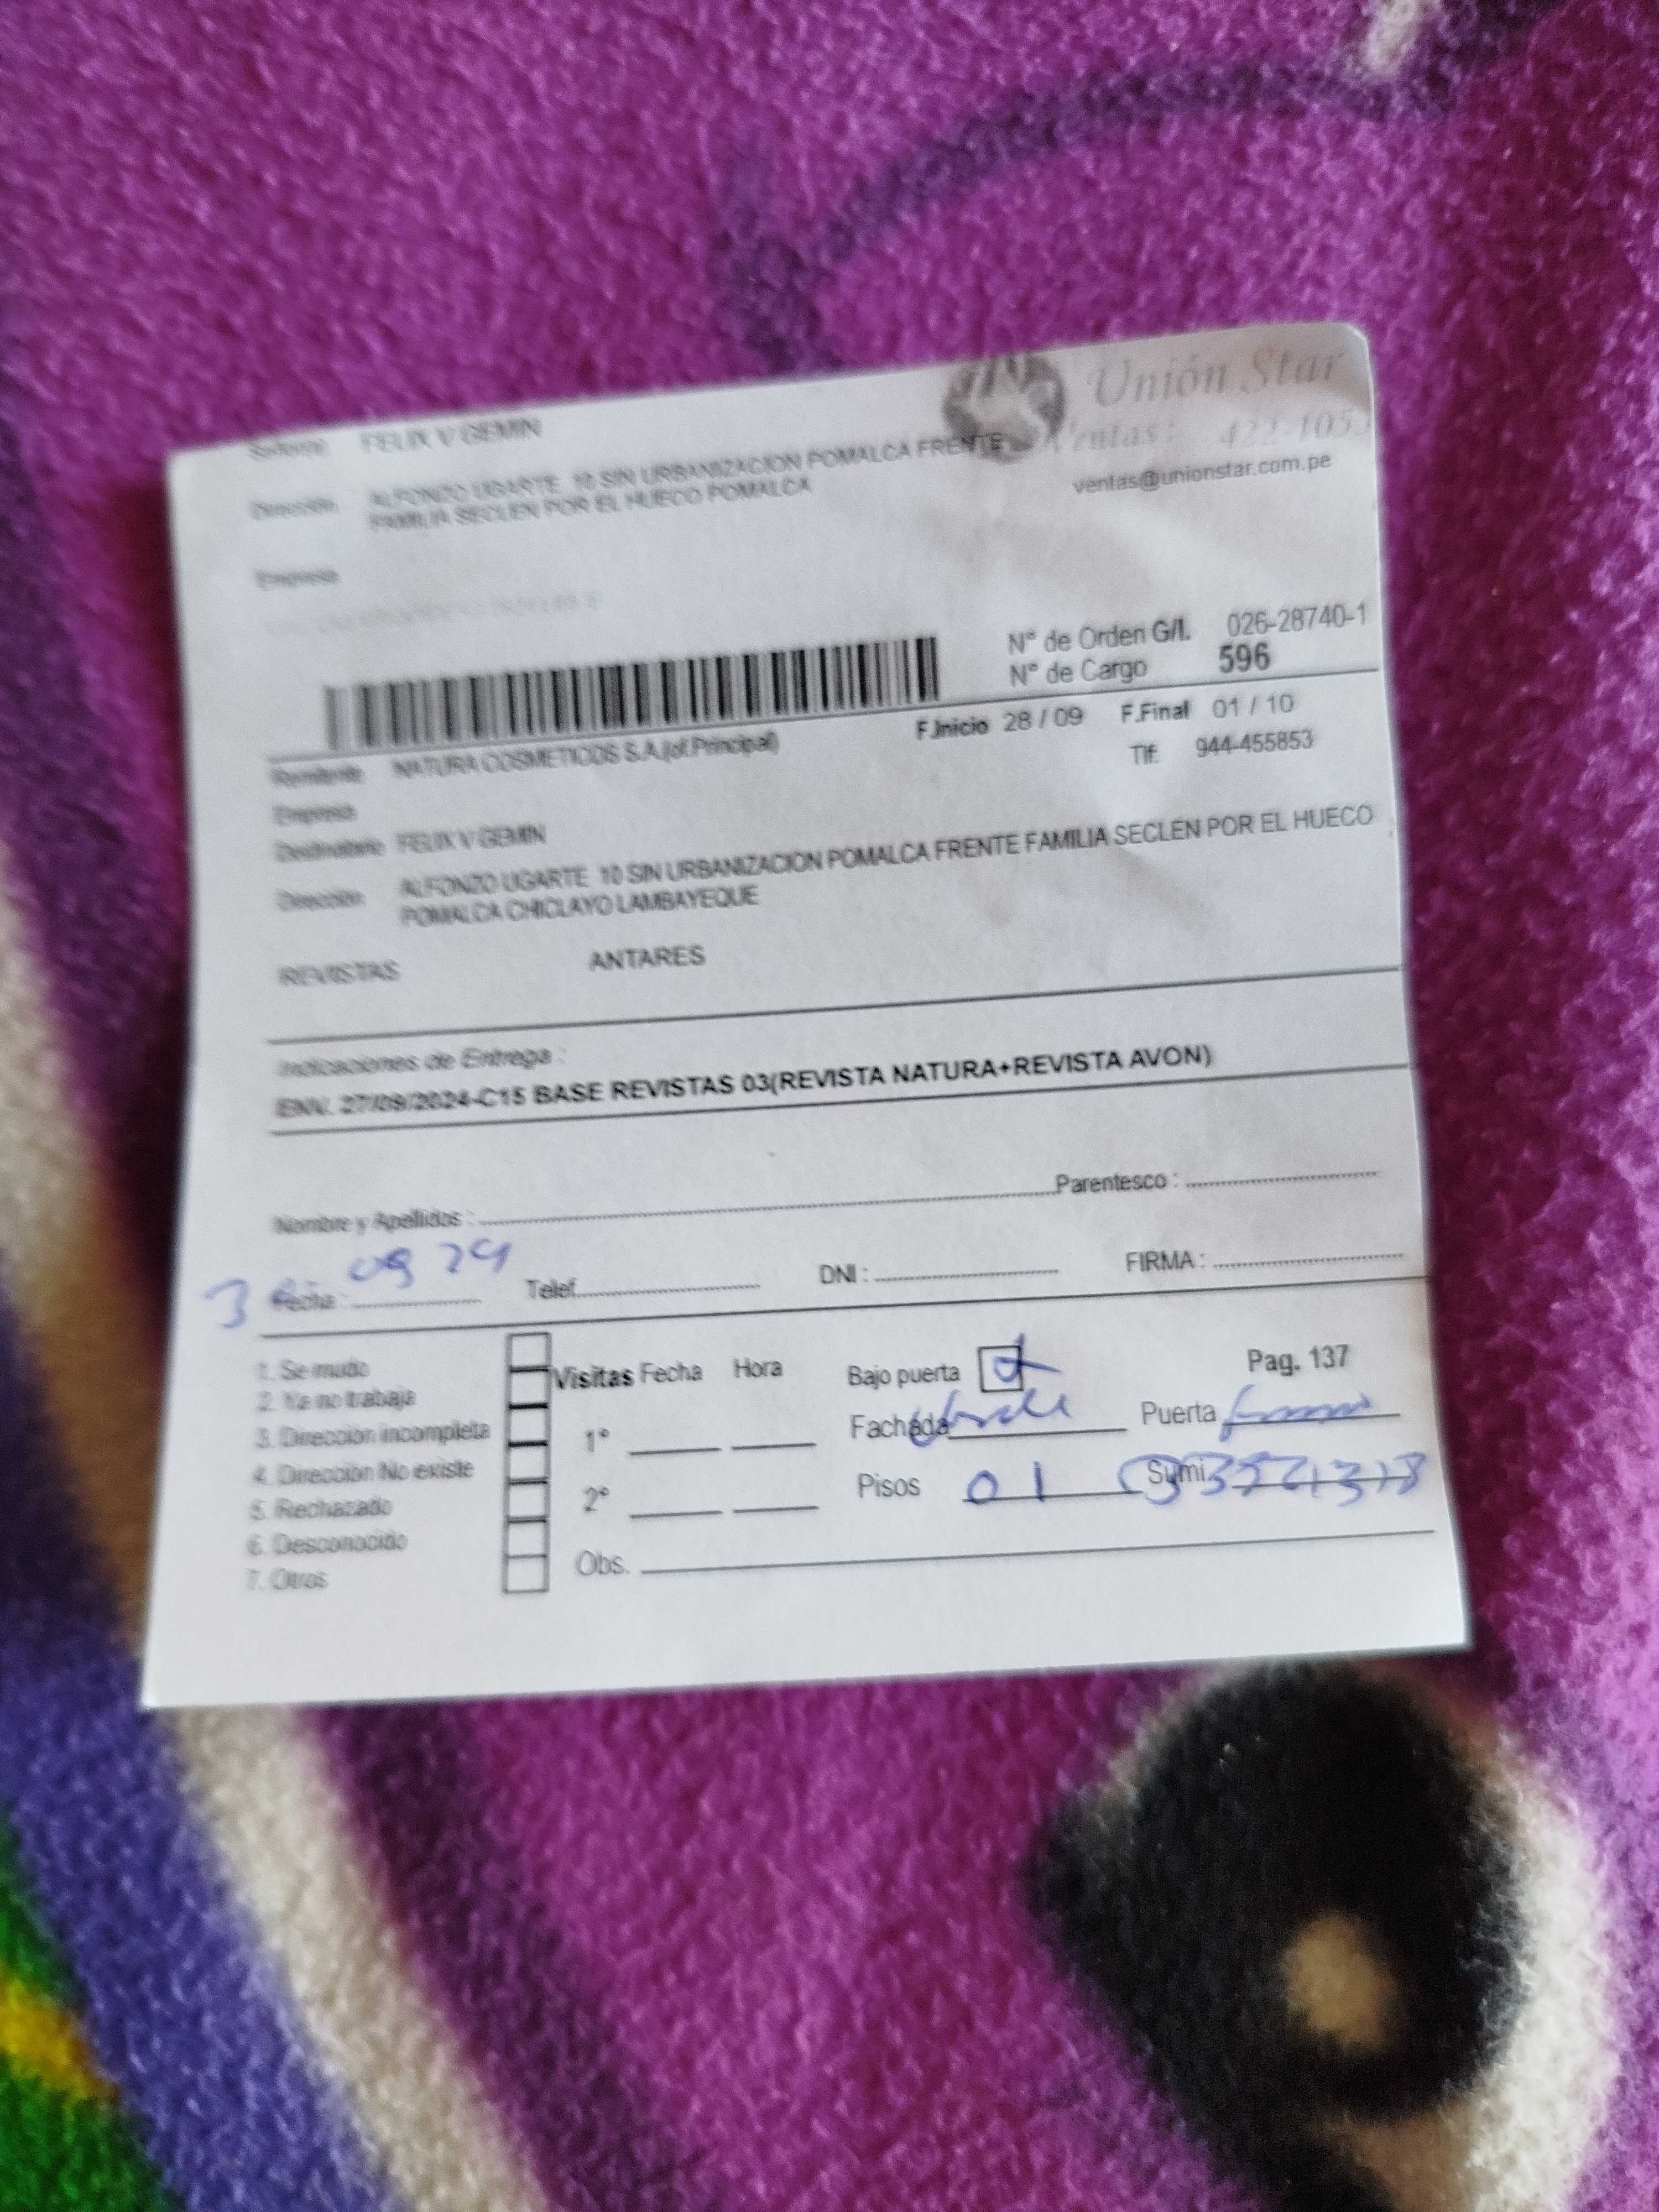 Unión Star
Ventas: 422-105
ventas@unionstar.com.pe
Señor(a) FELIX V GEMIN
Dirección ALFONZO UGARTE 10 SIN URBANIZACION POMALCA FRENTE
FAMILIA SECLEN POR EL HUECO POMALCA
Empresa
N° de Orden G/I. 026-28740-1
N° de Cargo 596
F.Inicio 28 / 09 F.Final 01 / 10
Remitente NATURA COSMETICOS S.A.(of.Principal) Tlf. 944-455853
Empresa
Destinatario FELIX V GEMIN
Dirección ALFONZO UGARTE 10 SIN URBANIZACION POMALCA FRENTE FAMILIA SECLEN POR EL HUECO
POMALCA CHICLAYO LAMBAYEQUE
REVISTAS ANTARES
Indicaciones de Entrega :
ENV. 27/09/2024-C15 BASE REVISTAS 03(REVISTA NATURA+REVISTA AVON)
Nombre y Apellidos : Parentesco :
Fecha : 09 24 Telef. DNI : FIRMA :
1. Se mudo
2. Ya no trabaja
3. Dirección incompleta
4. Dirección No existe
5. Rechazado
6. Desconocido
7. Otros
Visitas Fecha Hora
1°
2°
Obs.
Bajo puerta Pag. 137
Fachada Puerta
Pisos 01 Sumi